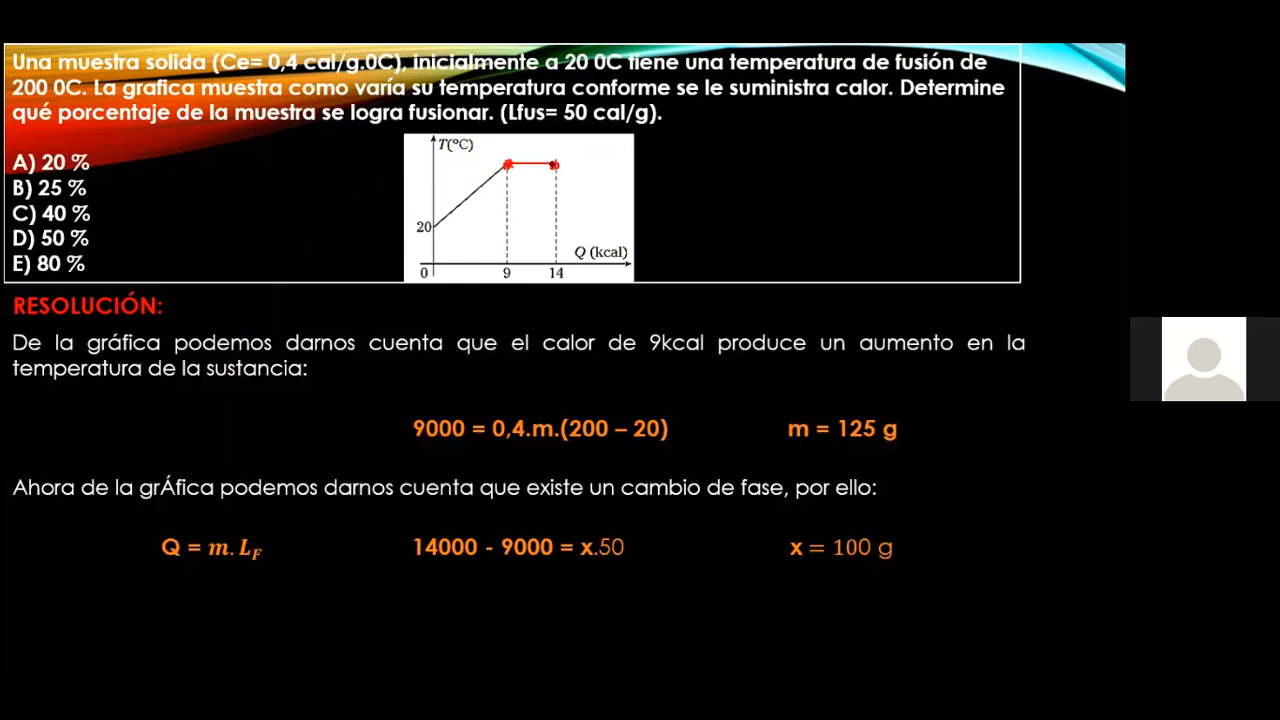 Una muestra solida (Ce= 0,4 cal/g.0C), inicialmente a 20 0C tiene una temperatura de fusión de
200 0C. La grafica muestra como varía su temperatura conforme se le suministra calor. Determine
qué porcentaje de la muestra se logra fusionar. (Lfus= 50 cal/g).
A) 20 %
B) 25 %
C) 40 %
D) 50 %
E) 80 %
T(°C)
20
Q (kcal)
0 9 14
RESOLUCIÓN:
De la gráfica podemos darnos cuenta que el calor de 9kcal produce un aumento en la
temperatura de la sustancia:
9000 = 0,4.m.(200 – 20) m = 125 g
Ahora de la grÁfica podemos darnos cuenta que existe un cambio de fase, por ello:
Q = m. L_F 14000 - 9000 = x.50 x = 100 g